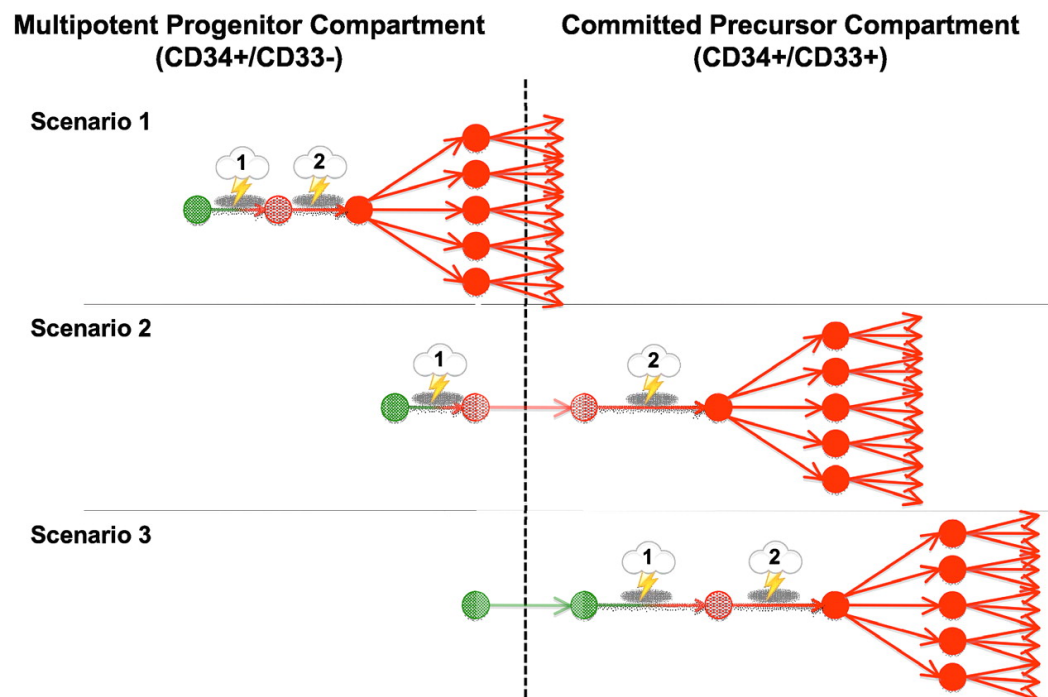 Multipotent Progenitor Compartment
(CD34+/CD33-)
Committed Precursor Compartment
(CD34+/CD33+)
Scenario 1
1
2
Scenario 2
1
2
Scenario 3
1
2